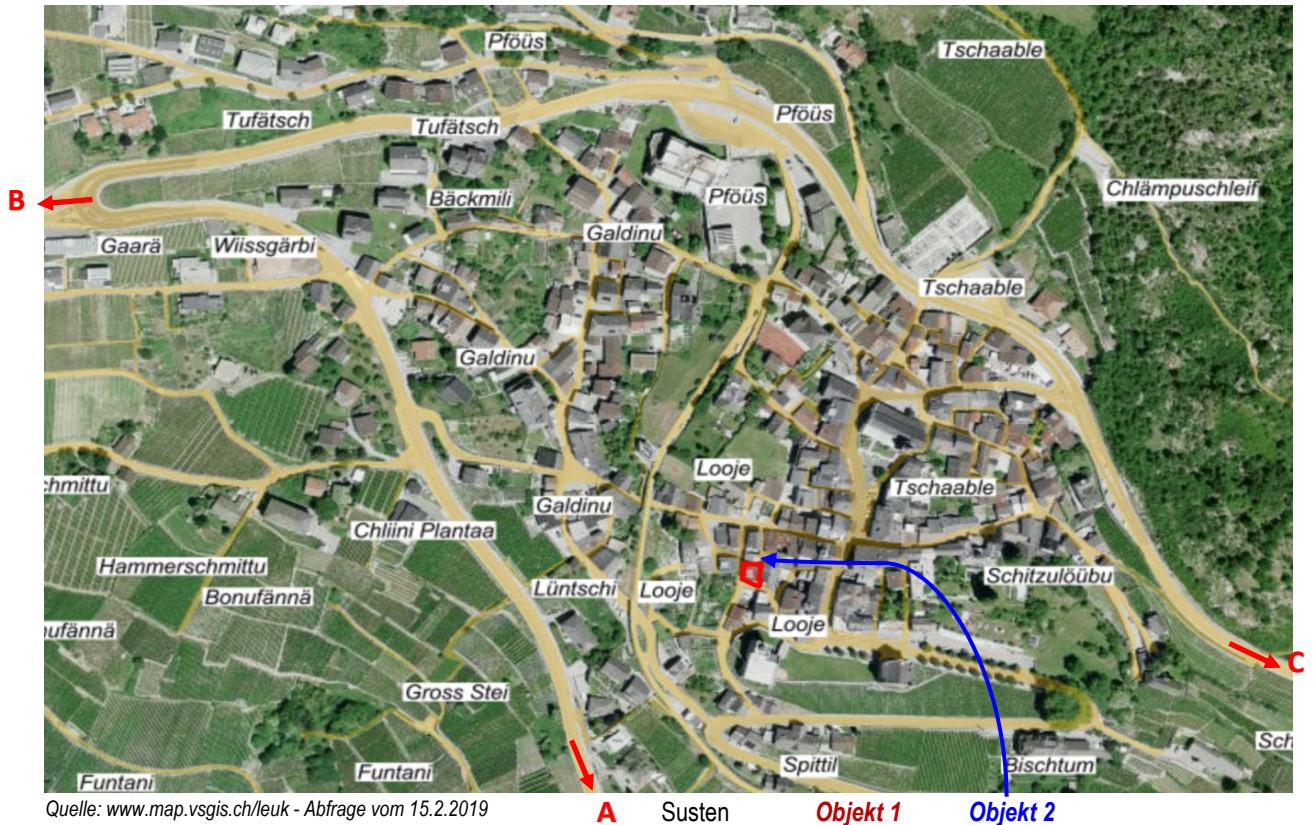 Pföüs
Tschaable
Tufätsch
Tufätsch
Pföüs
Chlämpuschleif
B
Bäckmili
Pföüs
Gaarä
Wiissgärbi
Galdinu
Tschaable
Galdinu
Looje
chmittu
Tschaable
Galdinu
Chliini Plantaa
Hammerschmittu
Bonufännä
Lüntschi
Looje
Schitzulöübu
nufännä
Looje
C
Gross Stei
Sch
Funtani
Funtani
Spittil
Bischtum
Quelle: www.map.vsgis.ch/leuk - Abfrage vom 15.2.2019
A Susten Objekt 1 Objekt 2